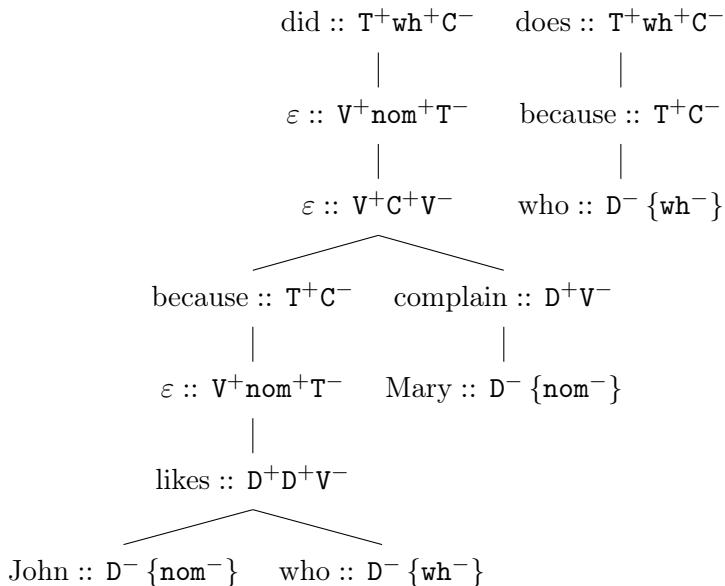 did :: T⁺wh⁺C⁻ does :: T⁺wh⁺C⁻
ε :: V⁺nom⁺T⁻ because :: T⁺C⁻
ε :: V⁺C⁺V⁻ who :: D⁻ {wh⁻}
because :: T⁺C⁻ complain :: D⁺V⁻
ε :: V⁺nom⁺T⁻ Mary :: D⁻ {nom⁻}
likes :: D⁺D⁺V⁻
John :: D⁻ {nom⁻} who :: D⁻ {wh⁻}